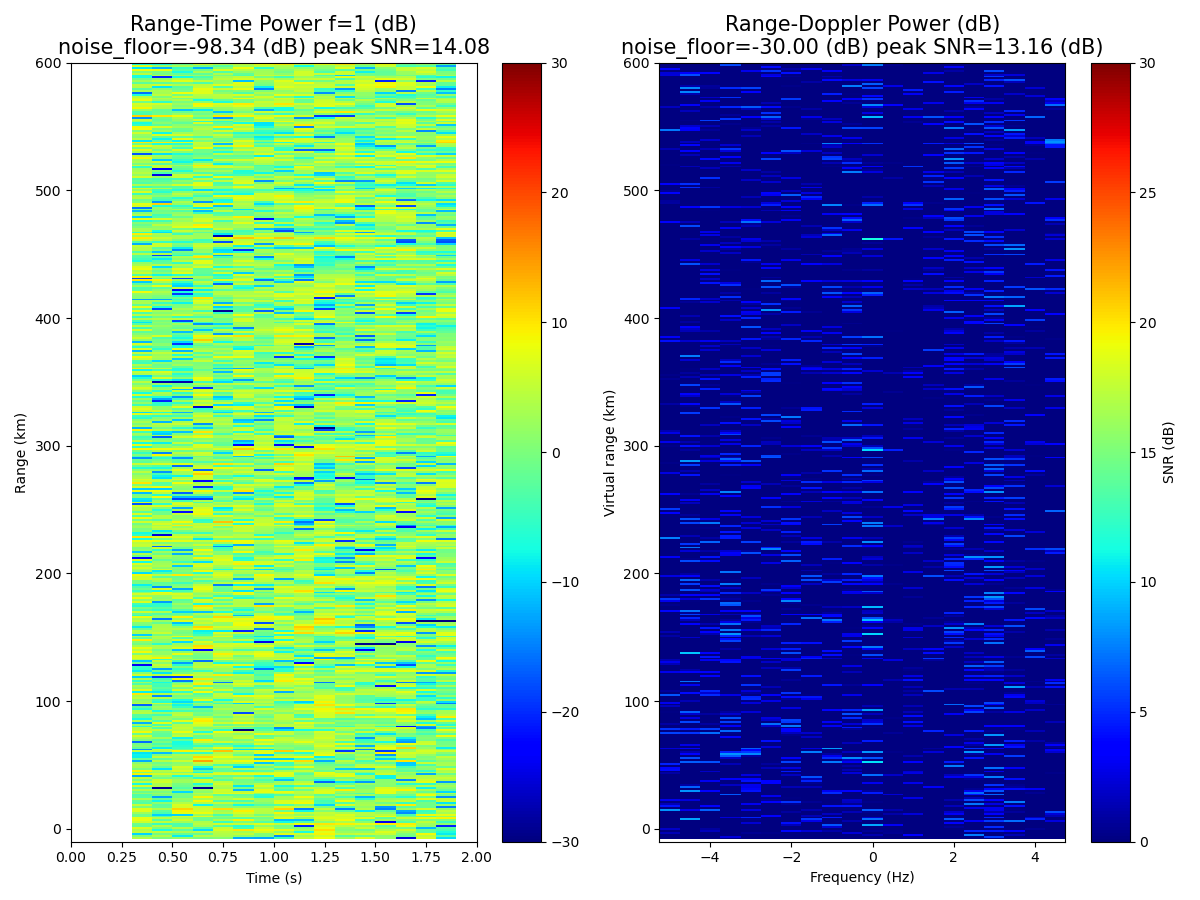 Range-Time Power f=1 (dB)
noise_floor=-98.34 (dB) peak SNR=14.08
Range (km)
600
500
400
300
200
100
0
0.00 0.25 0.50 0.75 1.00 1.25 1.50 1.75 2.00
Time (s)
30
20
10
0
−10
−20
−30
Range-Doppler Power (dB)
noise_floor=-30.00 (dB) peak SNR=13.16 (dB)
Virtual range (km)
600
500
400
300
200
100
0
−4 −2 0 2 4
Frequency (Hz)
30
25
20
15
10
5
0
SNR (dB)